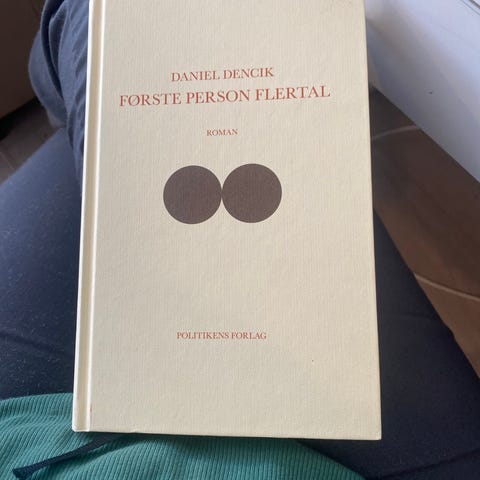 DANIEL DENCIK
FØRSTE PERSON FLERTAL
ROMAN
POLITIKENS FORLAG